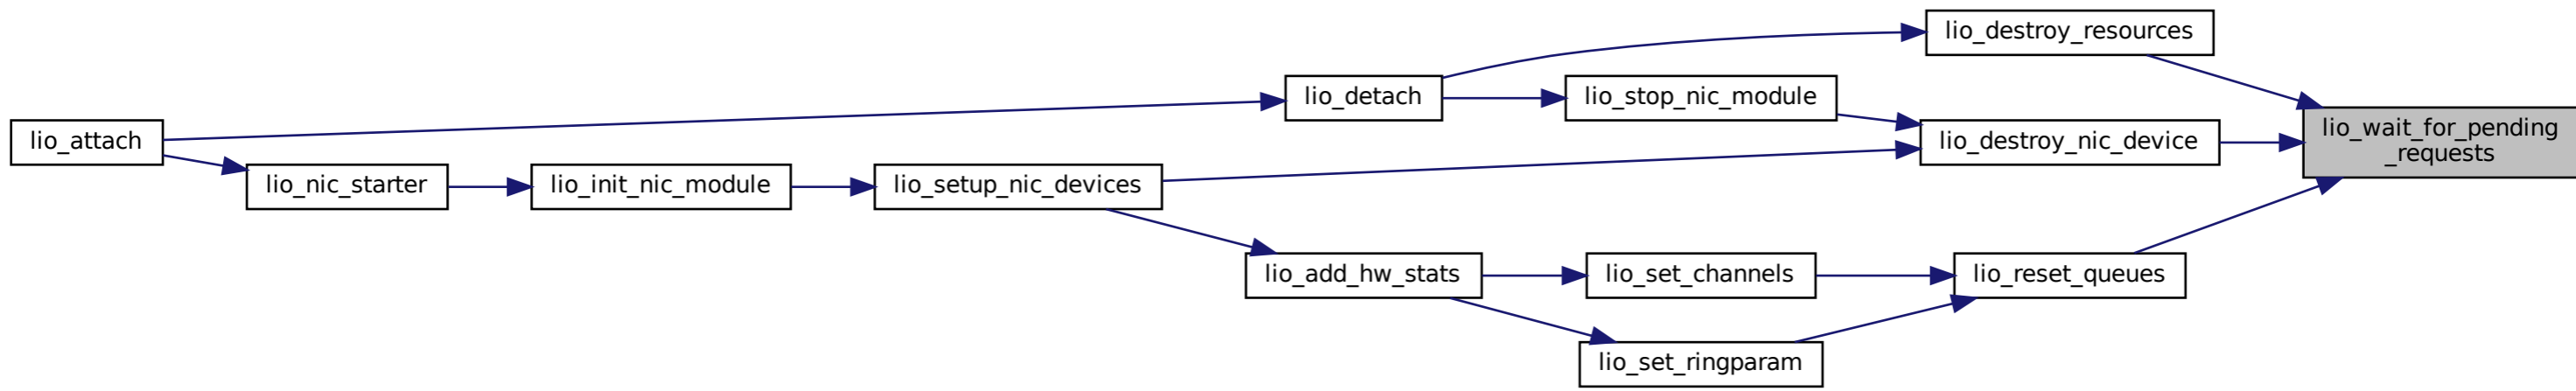 lio_destroy_resources
lio_detach
lio_stop_nic_module
lio_wait_for_pending
_requests
lio_attach
lio_destroy_nic_device
lio_nic_starter
lio_init_nic_module
lio_setup_nic_devices
lio_add_hw_stats
lio_set_channels
lio_reset_queues
lio_set_ringparam